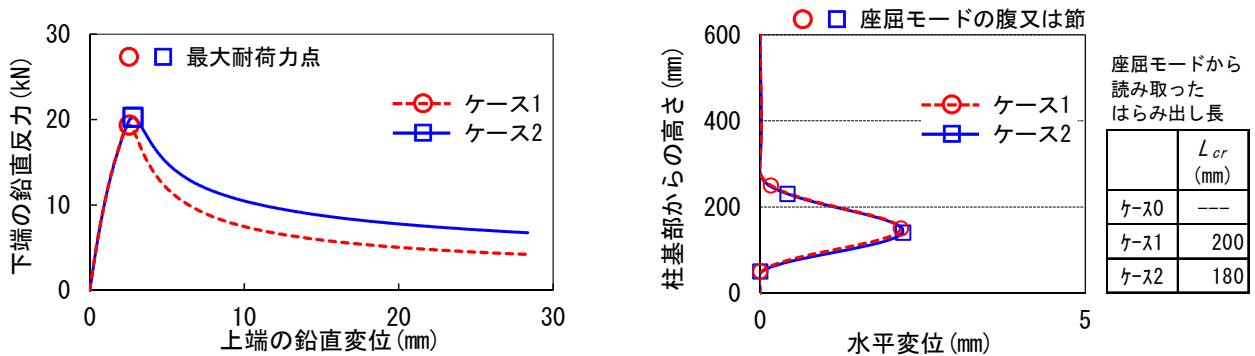 下端の鉛直反力(kN)
30
20
10
0
最大耐荷力点
ケース1
ケース2
0
10
20
30
上端の鉛直変位(mm)
座屈モードの腹又は節
柱基部からの高さ(mm)
600
400
200
0
ケース1
ケース2
0
5
水平変位(mm)
座屈モードから
読み取った
はらみ出し長
Lcr
(mm)
ケース0 ---
ケース1 200
ケース2 180